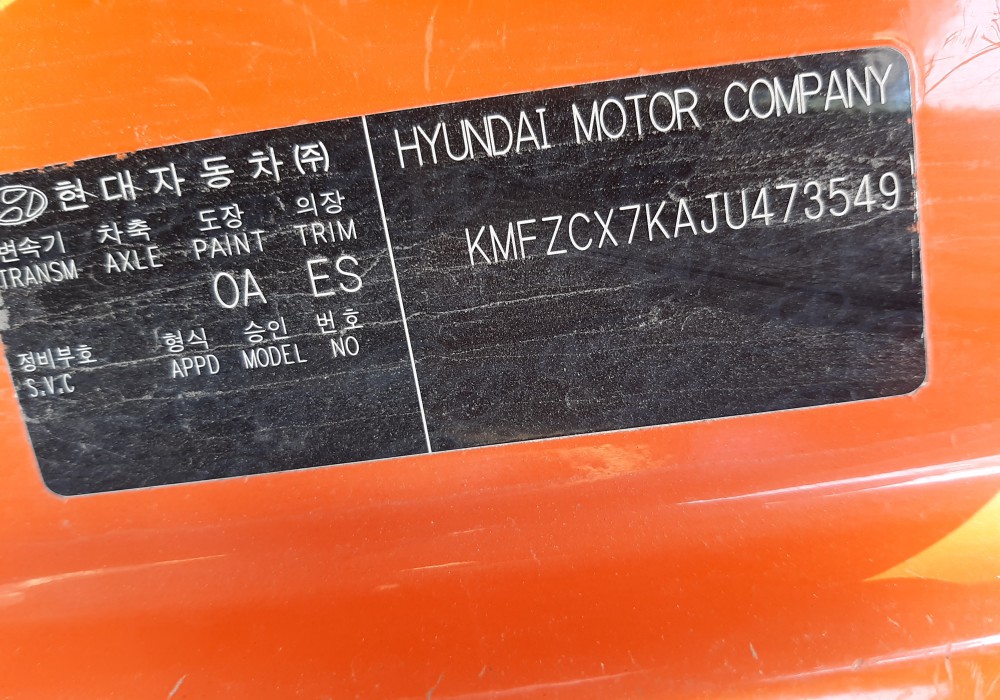 현대자동차(주)
변속기 차축 도장 의장
TRANSM AXLE PAINT TRIM
OA ES
정비부호 형식 승인 번호
S.V.C APPD MODEL NO
HYUNDAI MOTOR COMPANY
KMFZCX7KAJU473549